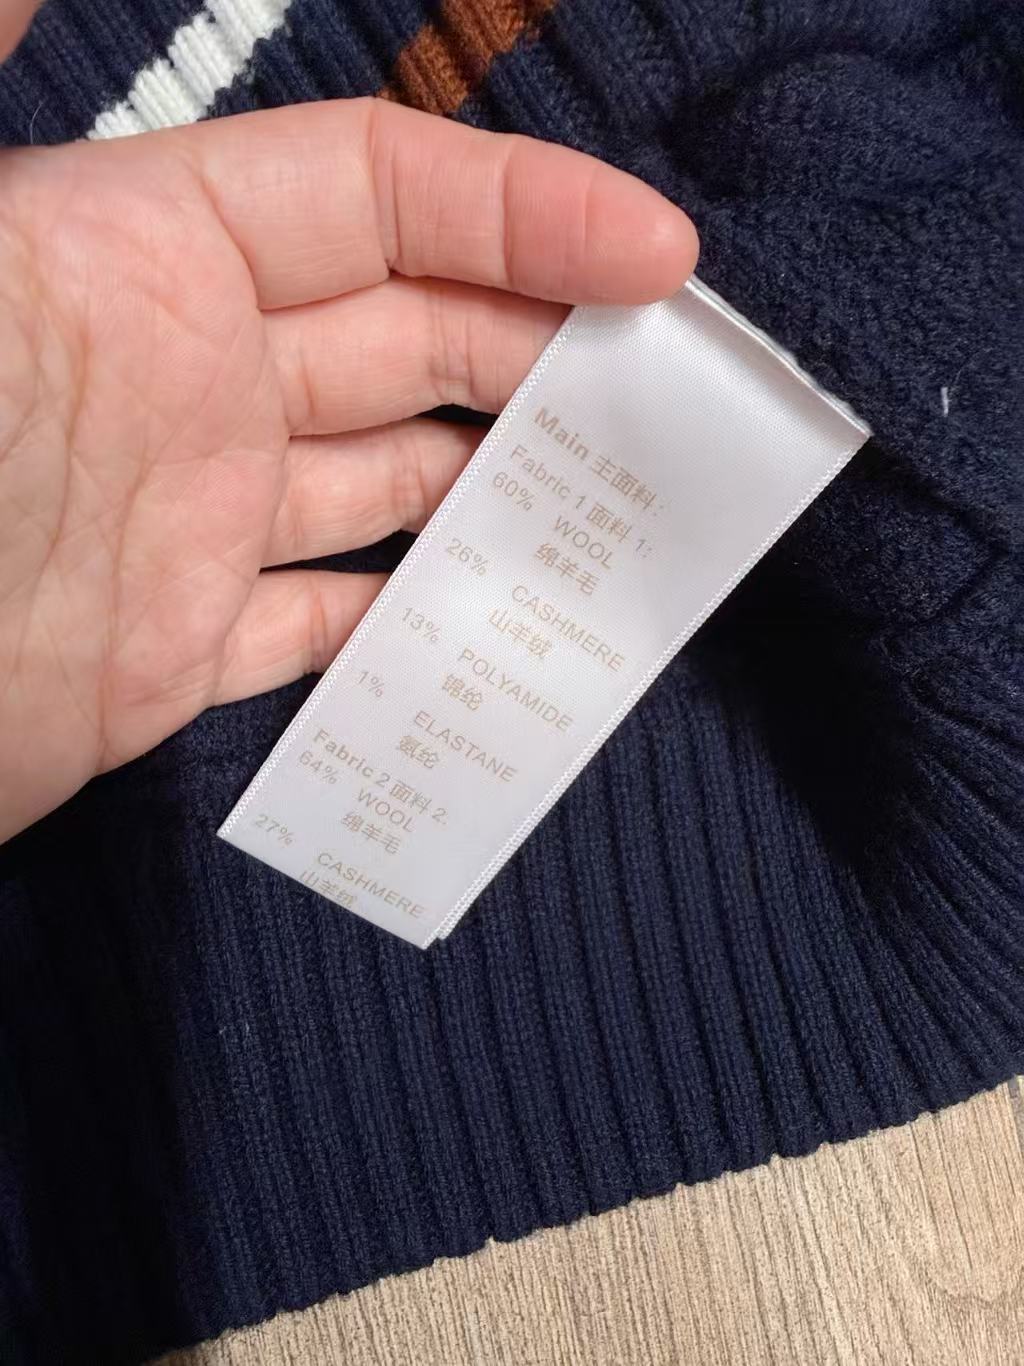 Main 主面料:
Fabric 1 面料 1:
60% WOOL
绵羊毛
26% CASHMERE
山羊绒
13% POLYAMIDE
锦纶
1% ELASTANE
氨纶
Fabric 2 面料 2.
64% WOOL
绵羊毛
27% CASHMERE
山羊绒